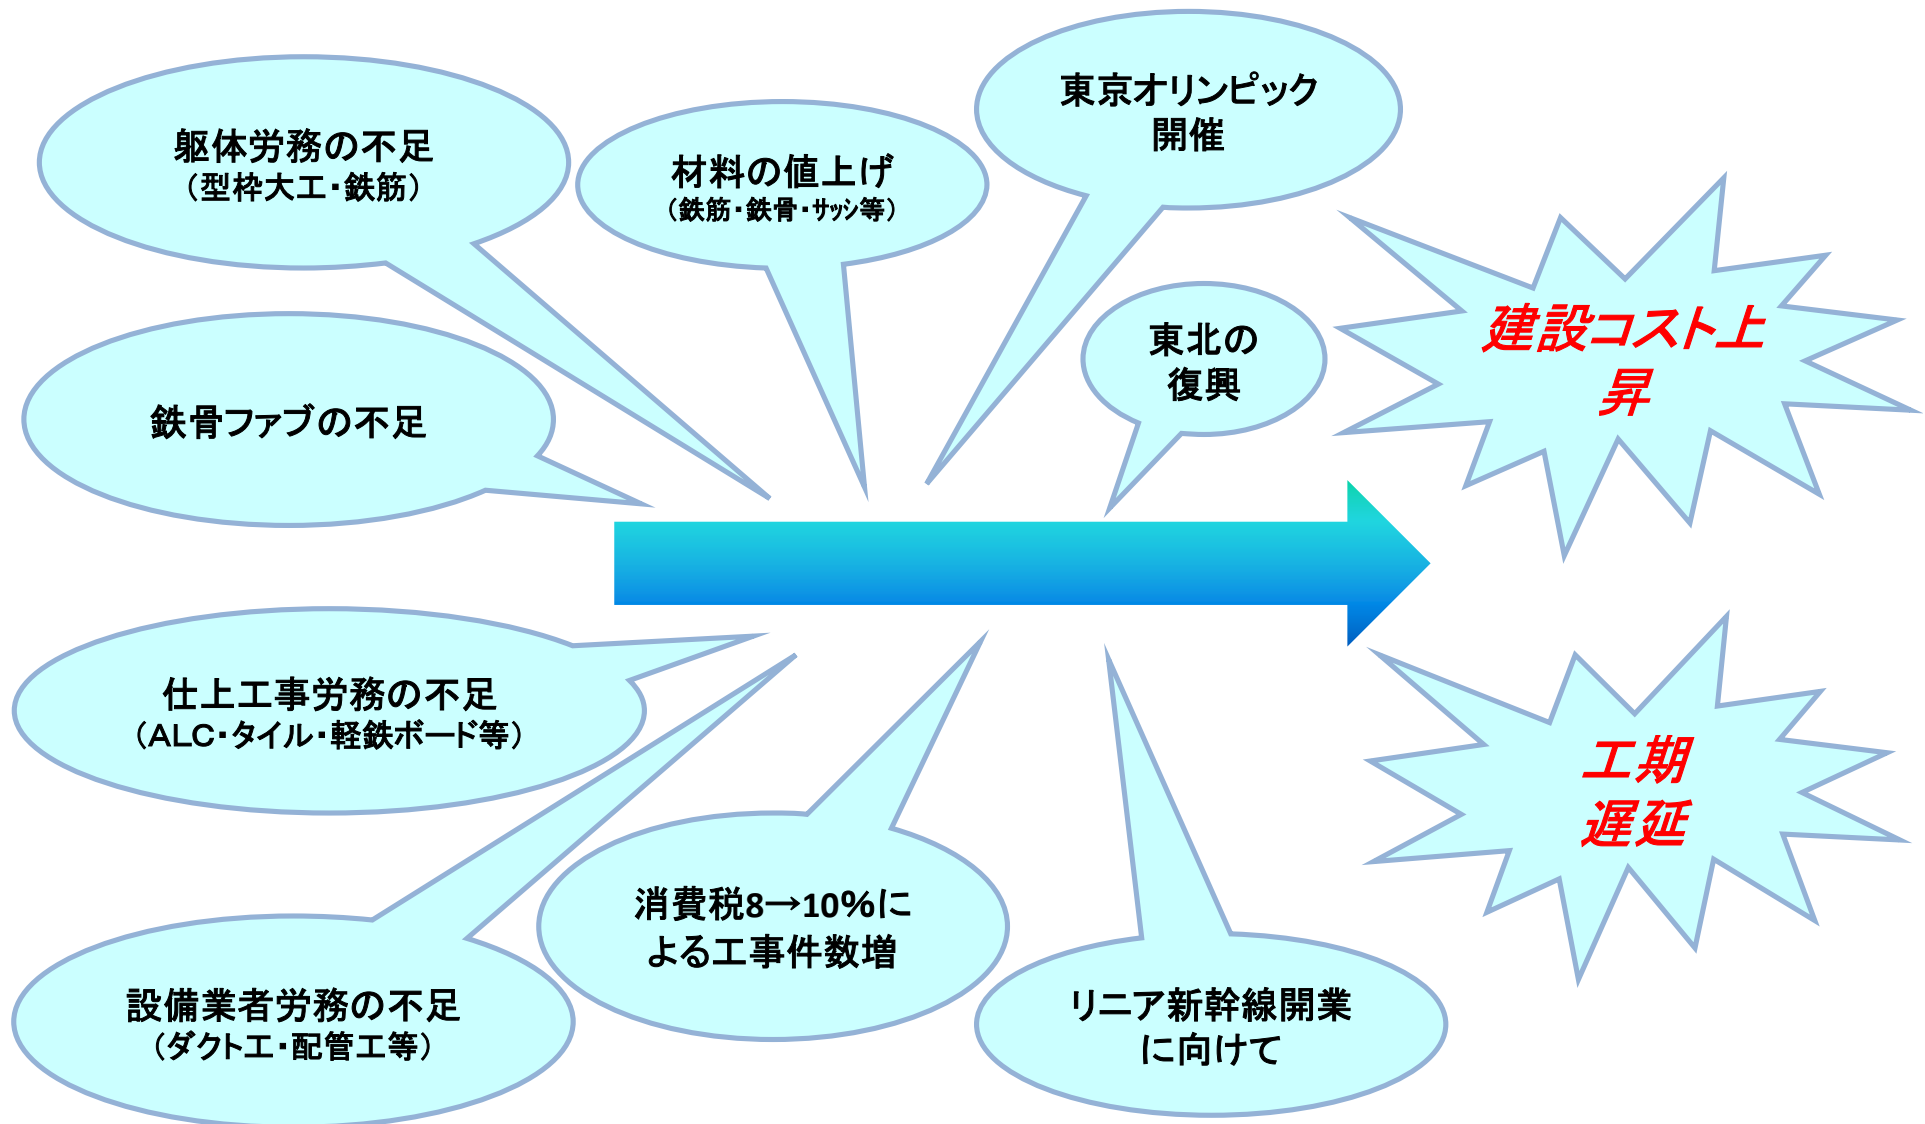 躯体労務の不足
（型枠大工・鉄筋）
材料の値上げ
（鉄筋・鉄骨・サッシ等）
東京オリンピック
開催
東北の
復興
建設コスト上
昇
鉄骨ファブの不足
仕上工事労務の不足
（ALC・タイル・軽鉄ボード等）
工期
遅延
設備業者労務の不足
（ダクト工・配管工等）
消費税8→10％に
よる工事件数増
リニア新幹線開業
に向けて